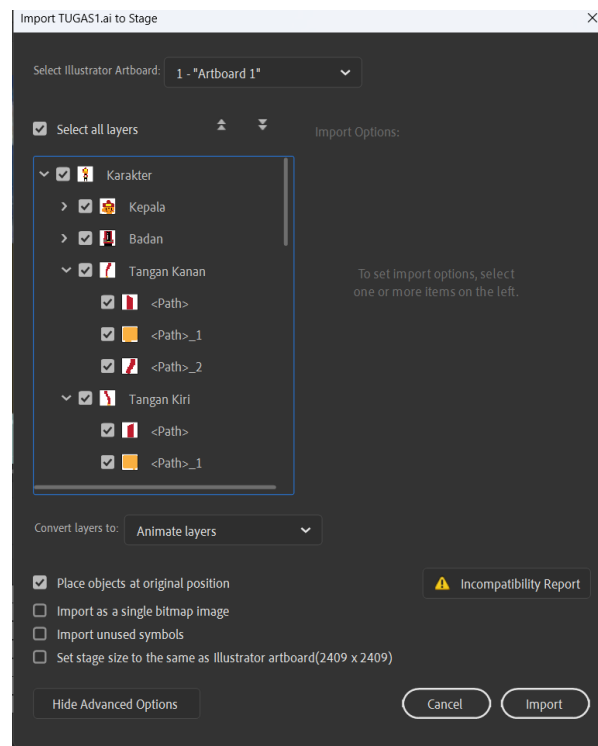 Import TUGAS1.ai to Stage
Select Illustrator Artboard: 1 - "Artboard 1"
Select all layers
Import Options:
Karakter
Kepala
Badan
Tangan Kanan
<Path>
<Path>_1
<Path>_2
Tangan Kiri
<Path>
<Path>_1
To set import options, select
one or more items on the left.
Convert layers to: Animate layers
Place objects at original position
Incompatibility Report
Import as a single bitmap image
Import unused symbols
Set stage size to the same as Illustrator artboard(2409 x 2409)
Hide Advanced Options
Cancel
Import